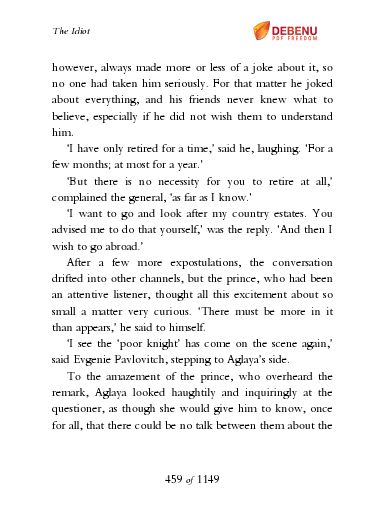 The Idiot
DEBENU
PDF FREEDOM
however, always made more or less of a joke about it, so
no one had taken him seriously. For that matter he joked
about everything, and his friends never knew what to
believe, especially if he did not wish them to understand
him.
'I have only retired for a time,' said he, laughing. 'For a
few months; at most for a year.'
'But there is no necessity for you to retire at all,'
complained the general, 'as far as I know.'
'I want to go and look after my country estates. You
advised me to do that yourself,' was the reply. 'And then I
wish to go abroad.'
After a few more expostulations, the conversation
drifted into other channels, but the prince, who had been
an attentive listener, thought all this excitement about so
small a matter very curious. 'There must be more in it
than appears,' he said to himself.
'I see the 'poor knight' has come on the scene again,'
said Evgenie Pavlovitch, stepping to Aglaya's side.
To the amazement of the prince, who overheard the
remark, Aglaya looked haughtily and inquiringly at the
questioner, as though she would give him to know, once
for all, that there could be no talk between them about the
459 of 1149